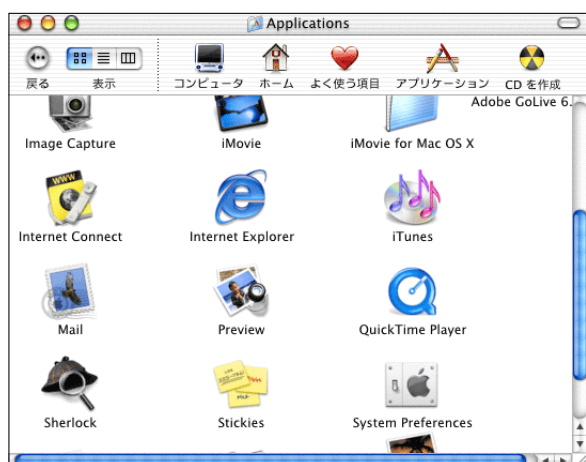 Applications
戻る
表示
コンピュータ ホーム よく使う項目 アプリケーション CD を作成
Adobe GoLive 6.
Image Capture iMovie iMovie for Mac OS X
WWW
Internet Connect Internet Explorer iTunes
Mail Preview QuickTime Player
Sherlock Stickies System Preferences